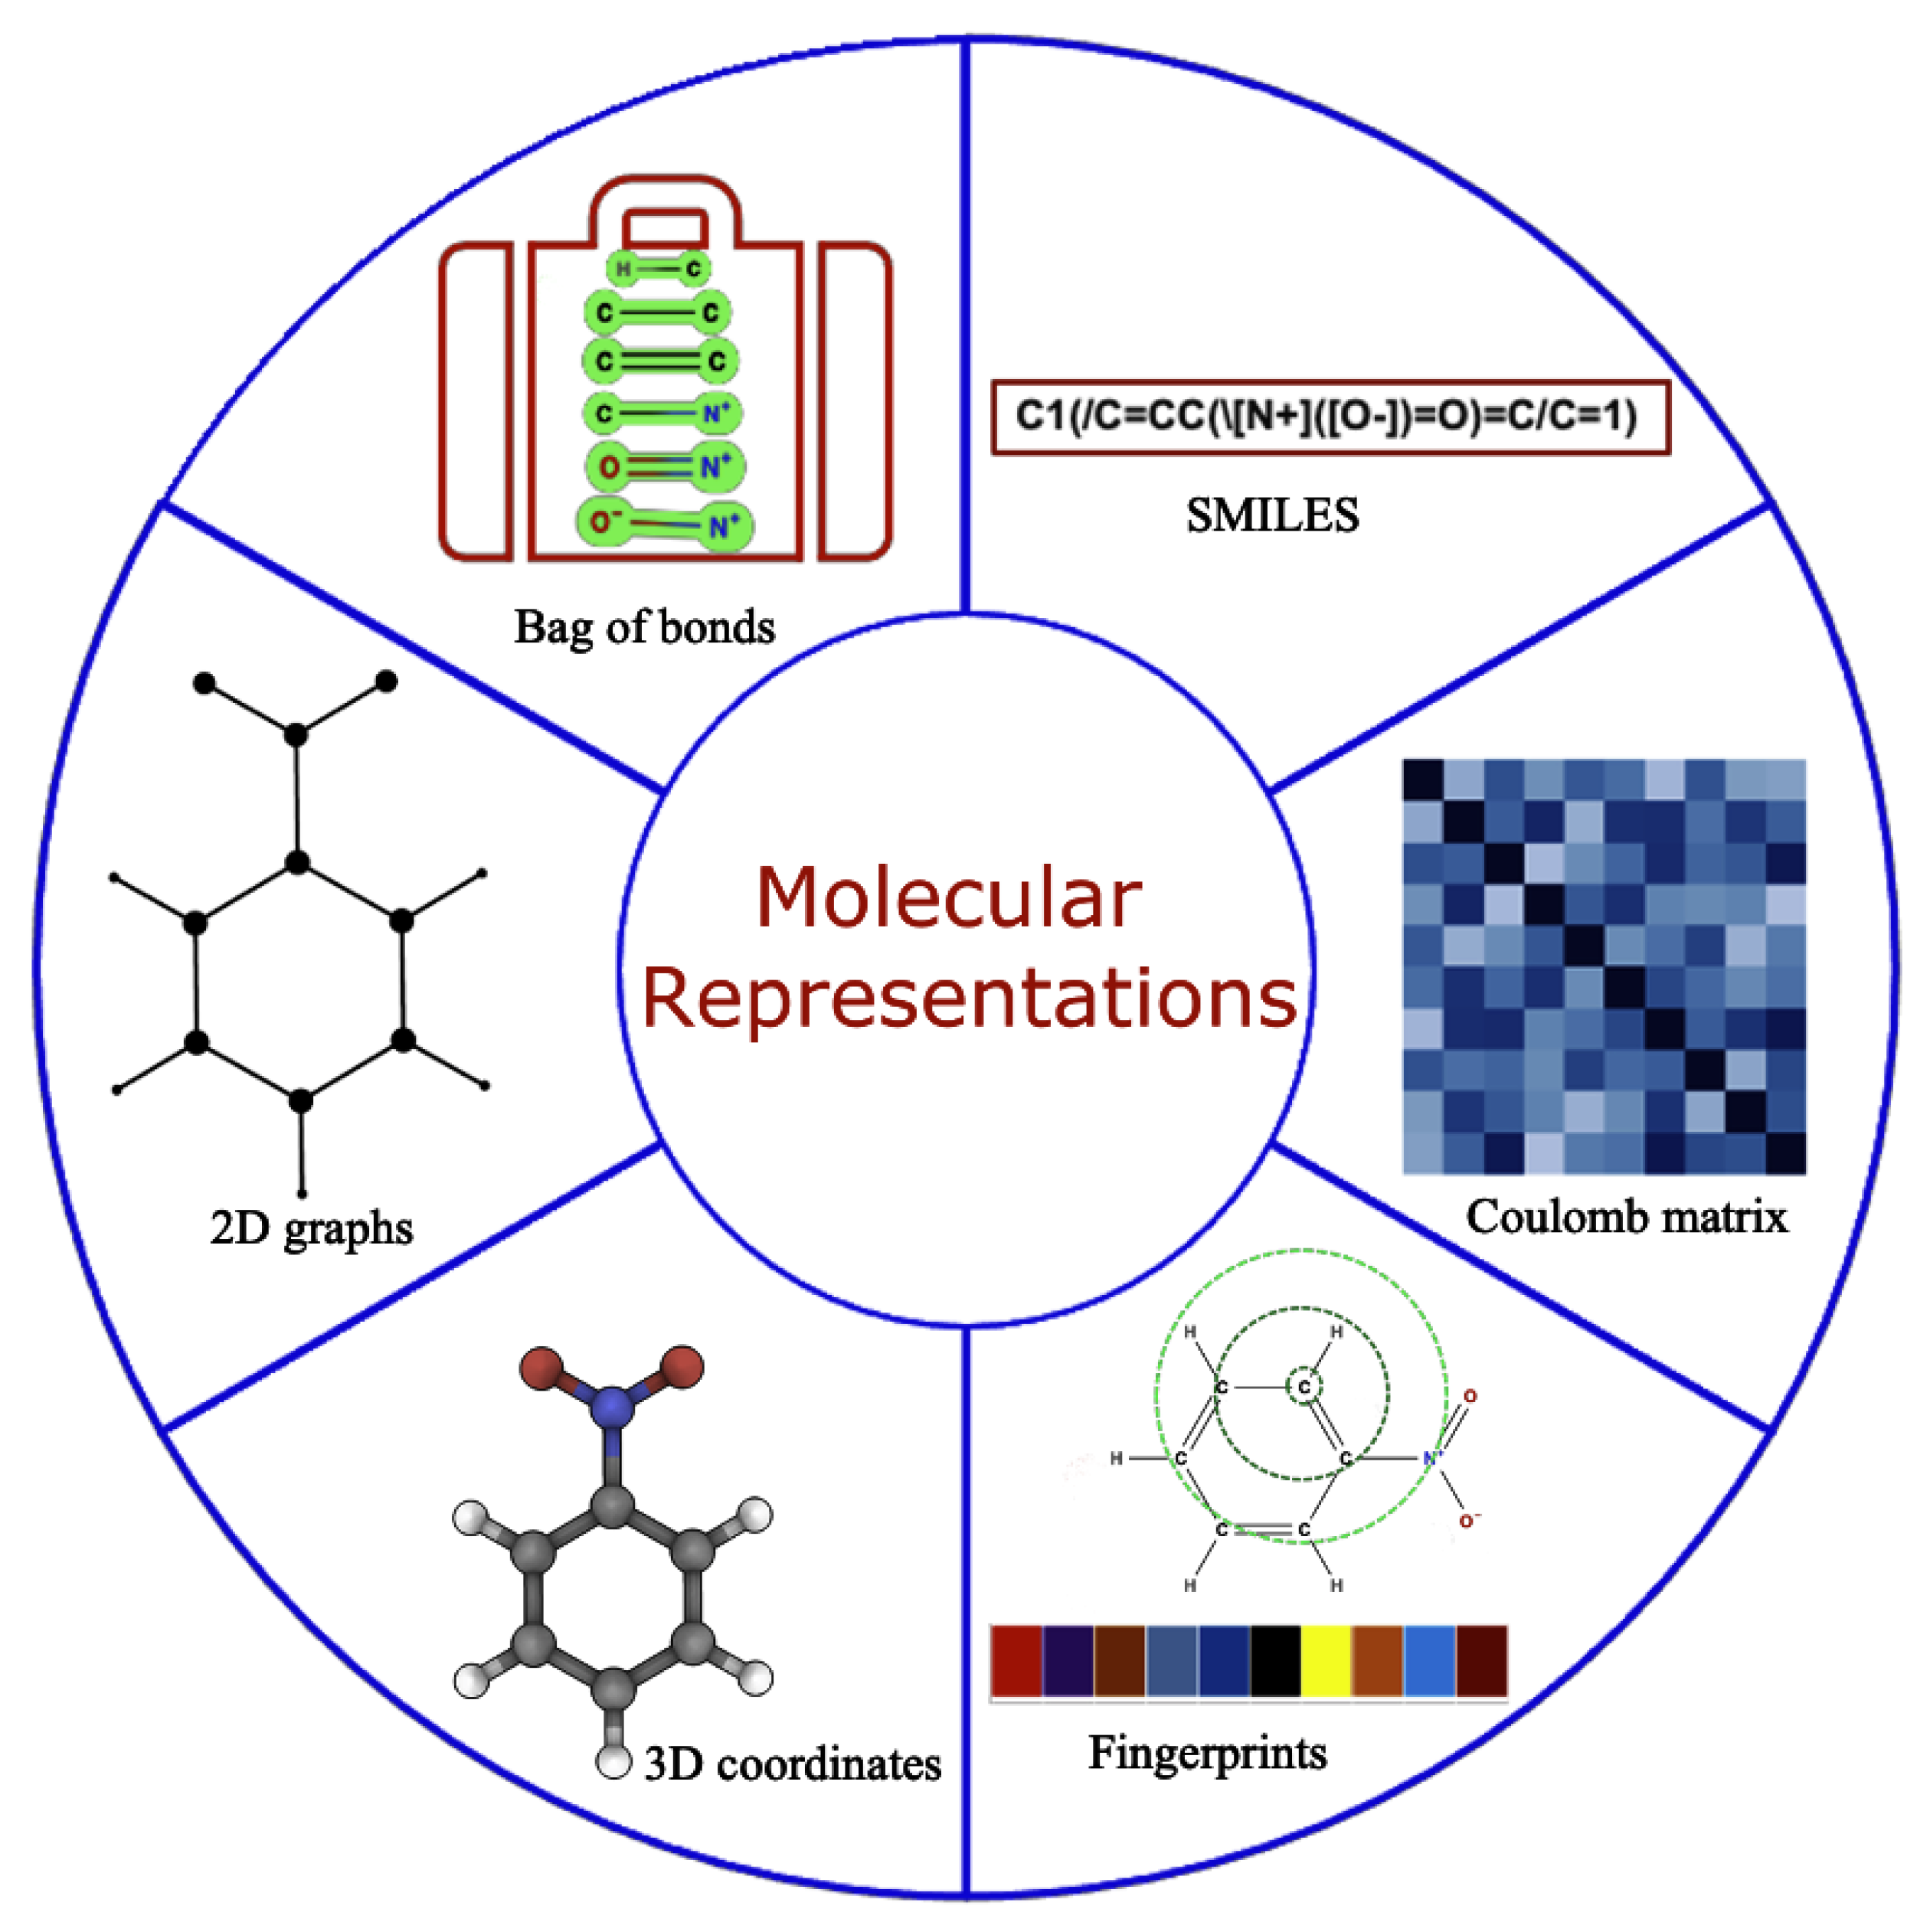 H C
C C
C C
C N+
O N+
O− N+
Bag of bonds
C1(/C=CC(\[N+]([O-])=O)=C/C=1)
SMILES
2D graphs
Molecular
Representations
Coulomb matrix
H H
C C O
H C C N+
O−
C C
H H
3D coordinates
Fingerprints